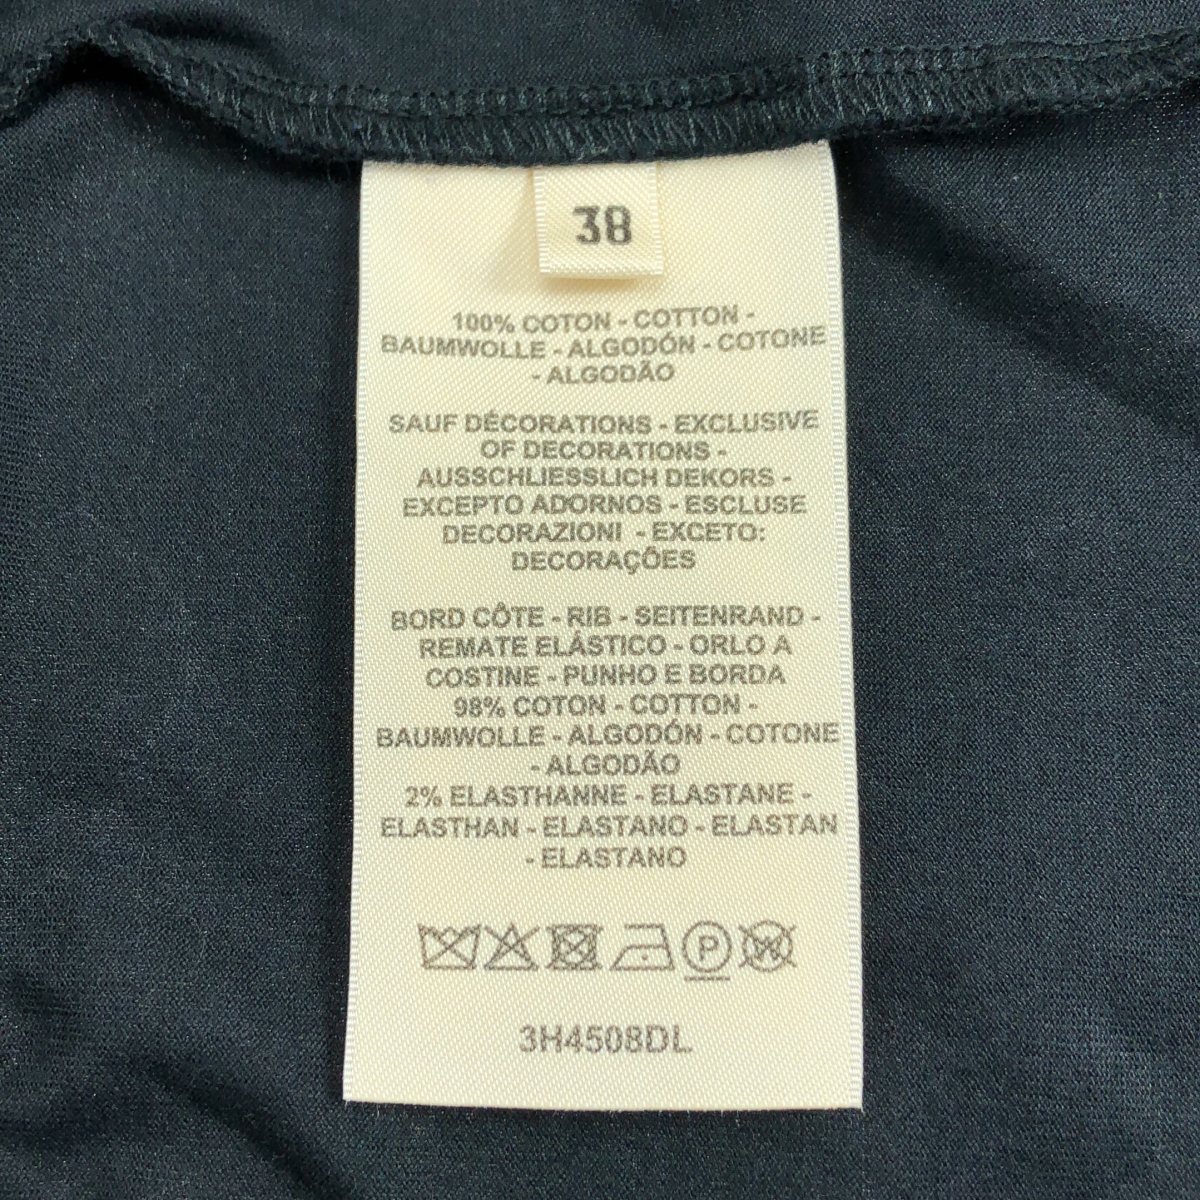 38
100% COTON - COTTON -
BAUMWOLLE - ALGODÓN - COTONE
- ALGODÃO
SAUF DÉCORATIONS - EXCLUSIVE
OF DECORATIONS -
AUSSCHLIESSLICH DEKORS -
EXCEPTO ADORNOS - ESCLUSE
DECORAZIONI - EXCETO:
DECORAÇÕES
BORD CÔTE - RIB - SEITENRAND -
REMATE ELÁSTICO - ORLO A
COSTINE - PUNHO E BORDA
98% COTON - COTTON -
BAUMWOLLE - ALGODÓN - COTONE
- ALGODÃO
2% ELASTHANNE - ELASTANE -
ELASTHAN - ELASTANO - ELASTAN
- ELASTANO
P W
3H4508DL